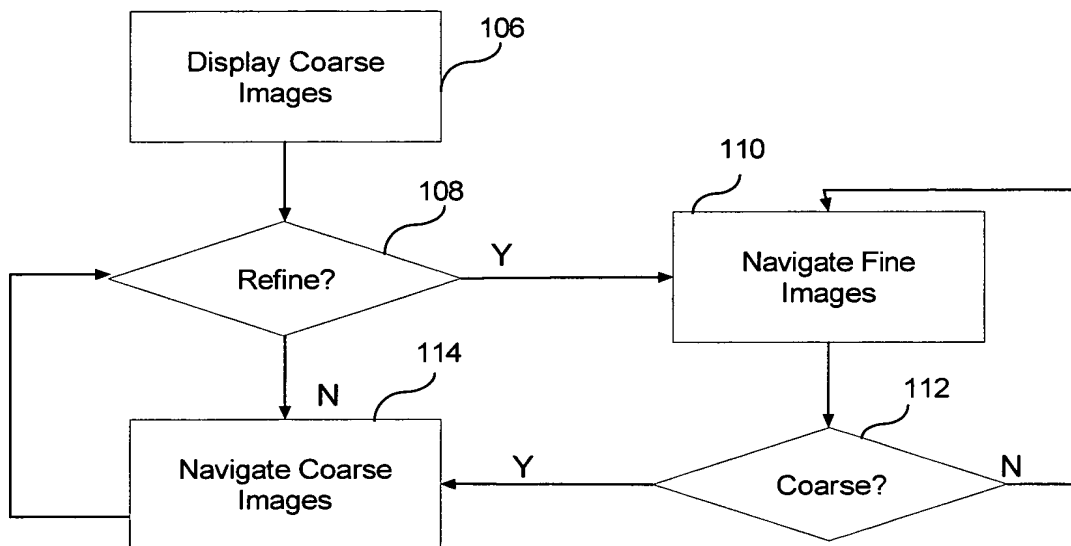 106
Display Coarse
Images
108
Refine?
Y
110
Navigate Fine
Images
N
114
Navigate Coarse
Images
Y
112
Coarse?
N